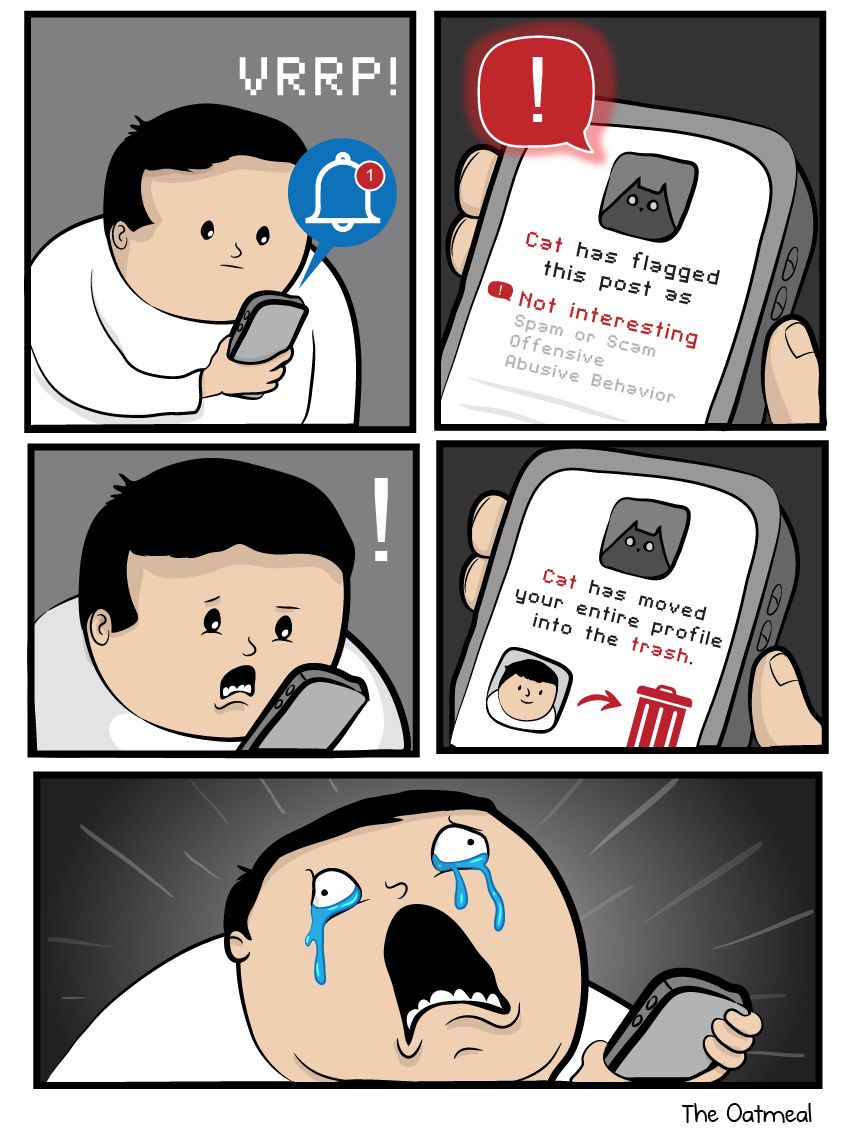 VRRP!
1
!
Cat has flagged
this post as
! Not interesting
Spam or Scam
Offensive
Abusive Behavior
!
Cat has moved
your entire profile
into the trash.
The Oatmeal